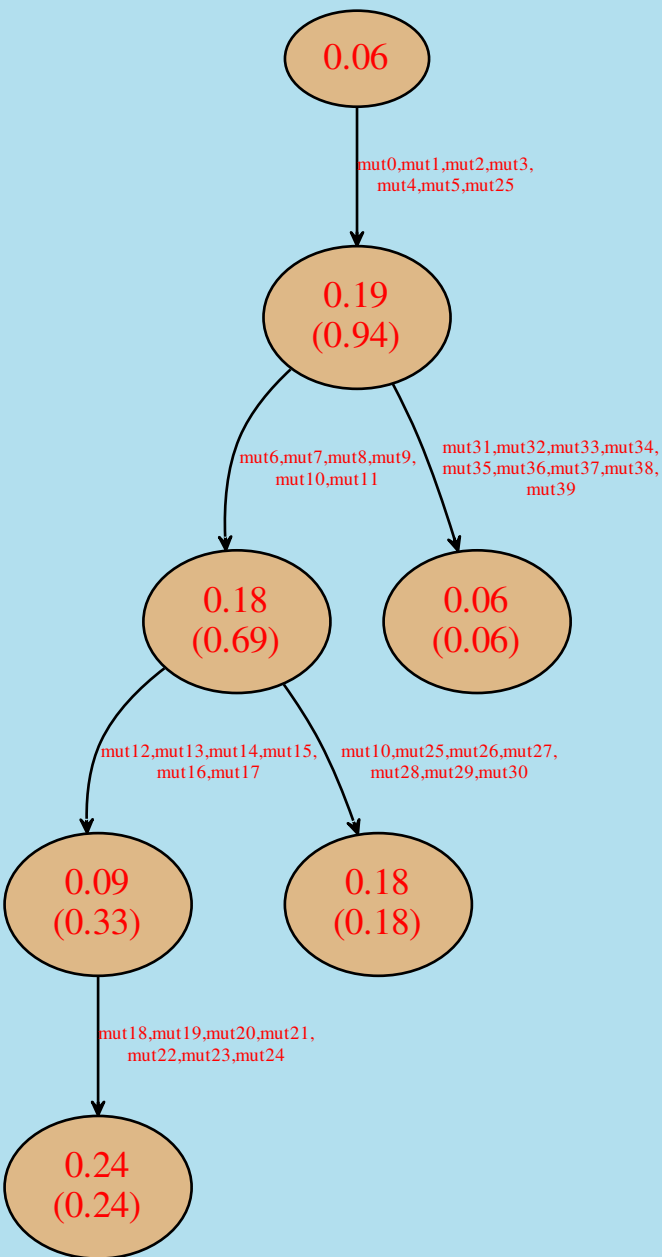 0.06
mut0,mut1,mut2,mut3,
mut4,mut5,mut25
0.19
(0.94)
mut6,mut7,mut8,mut9,
mut10,mut11
mut31,mut32,mut33,mut34,
mut35,mut36,mut37,mut38,
mut39
0.18
(0.69)
0.06
(0.06)
mut12,mut13,mut14,mut15,
mut16,mut17
mut10,mut25,mut26,mut27,
mut28,mut29,mut30
0.09
(0.33)
0.18
(0.18)
mut18,mut19,mut20,mut21,
mut22,mut23,mut24
0.24
(0.24)